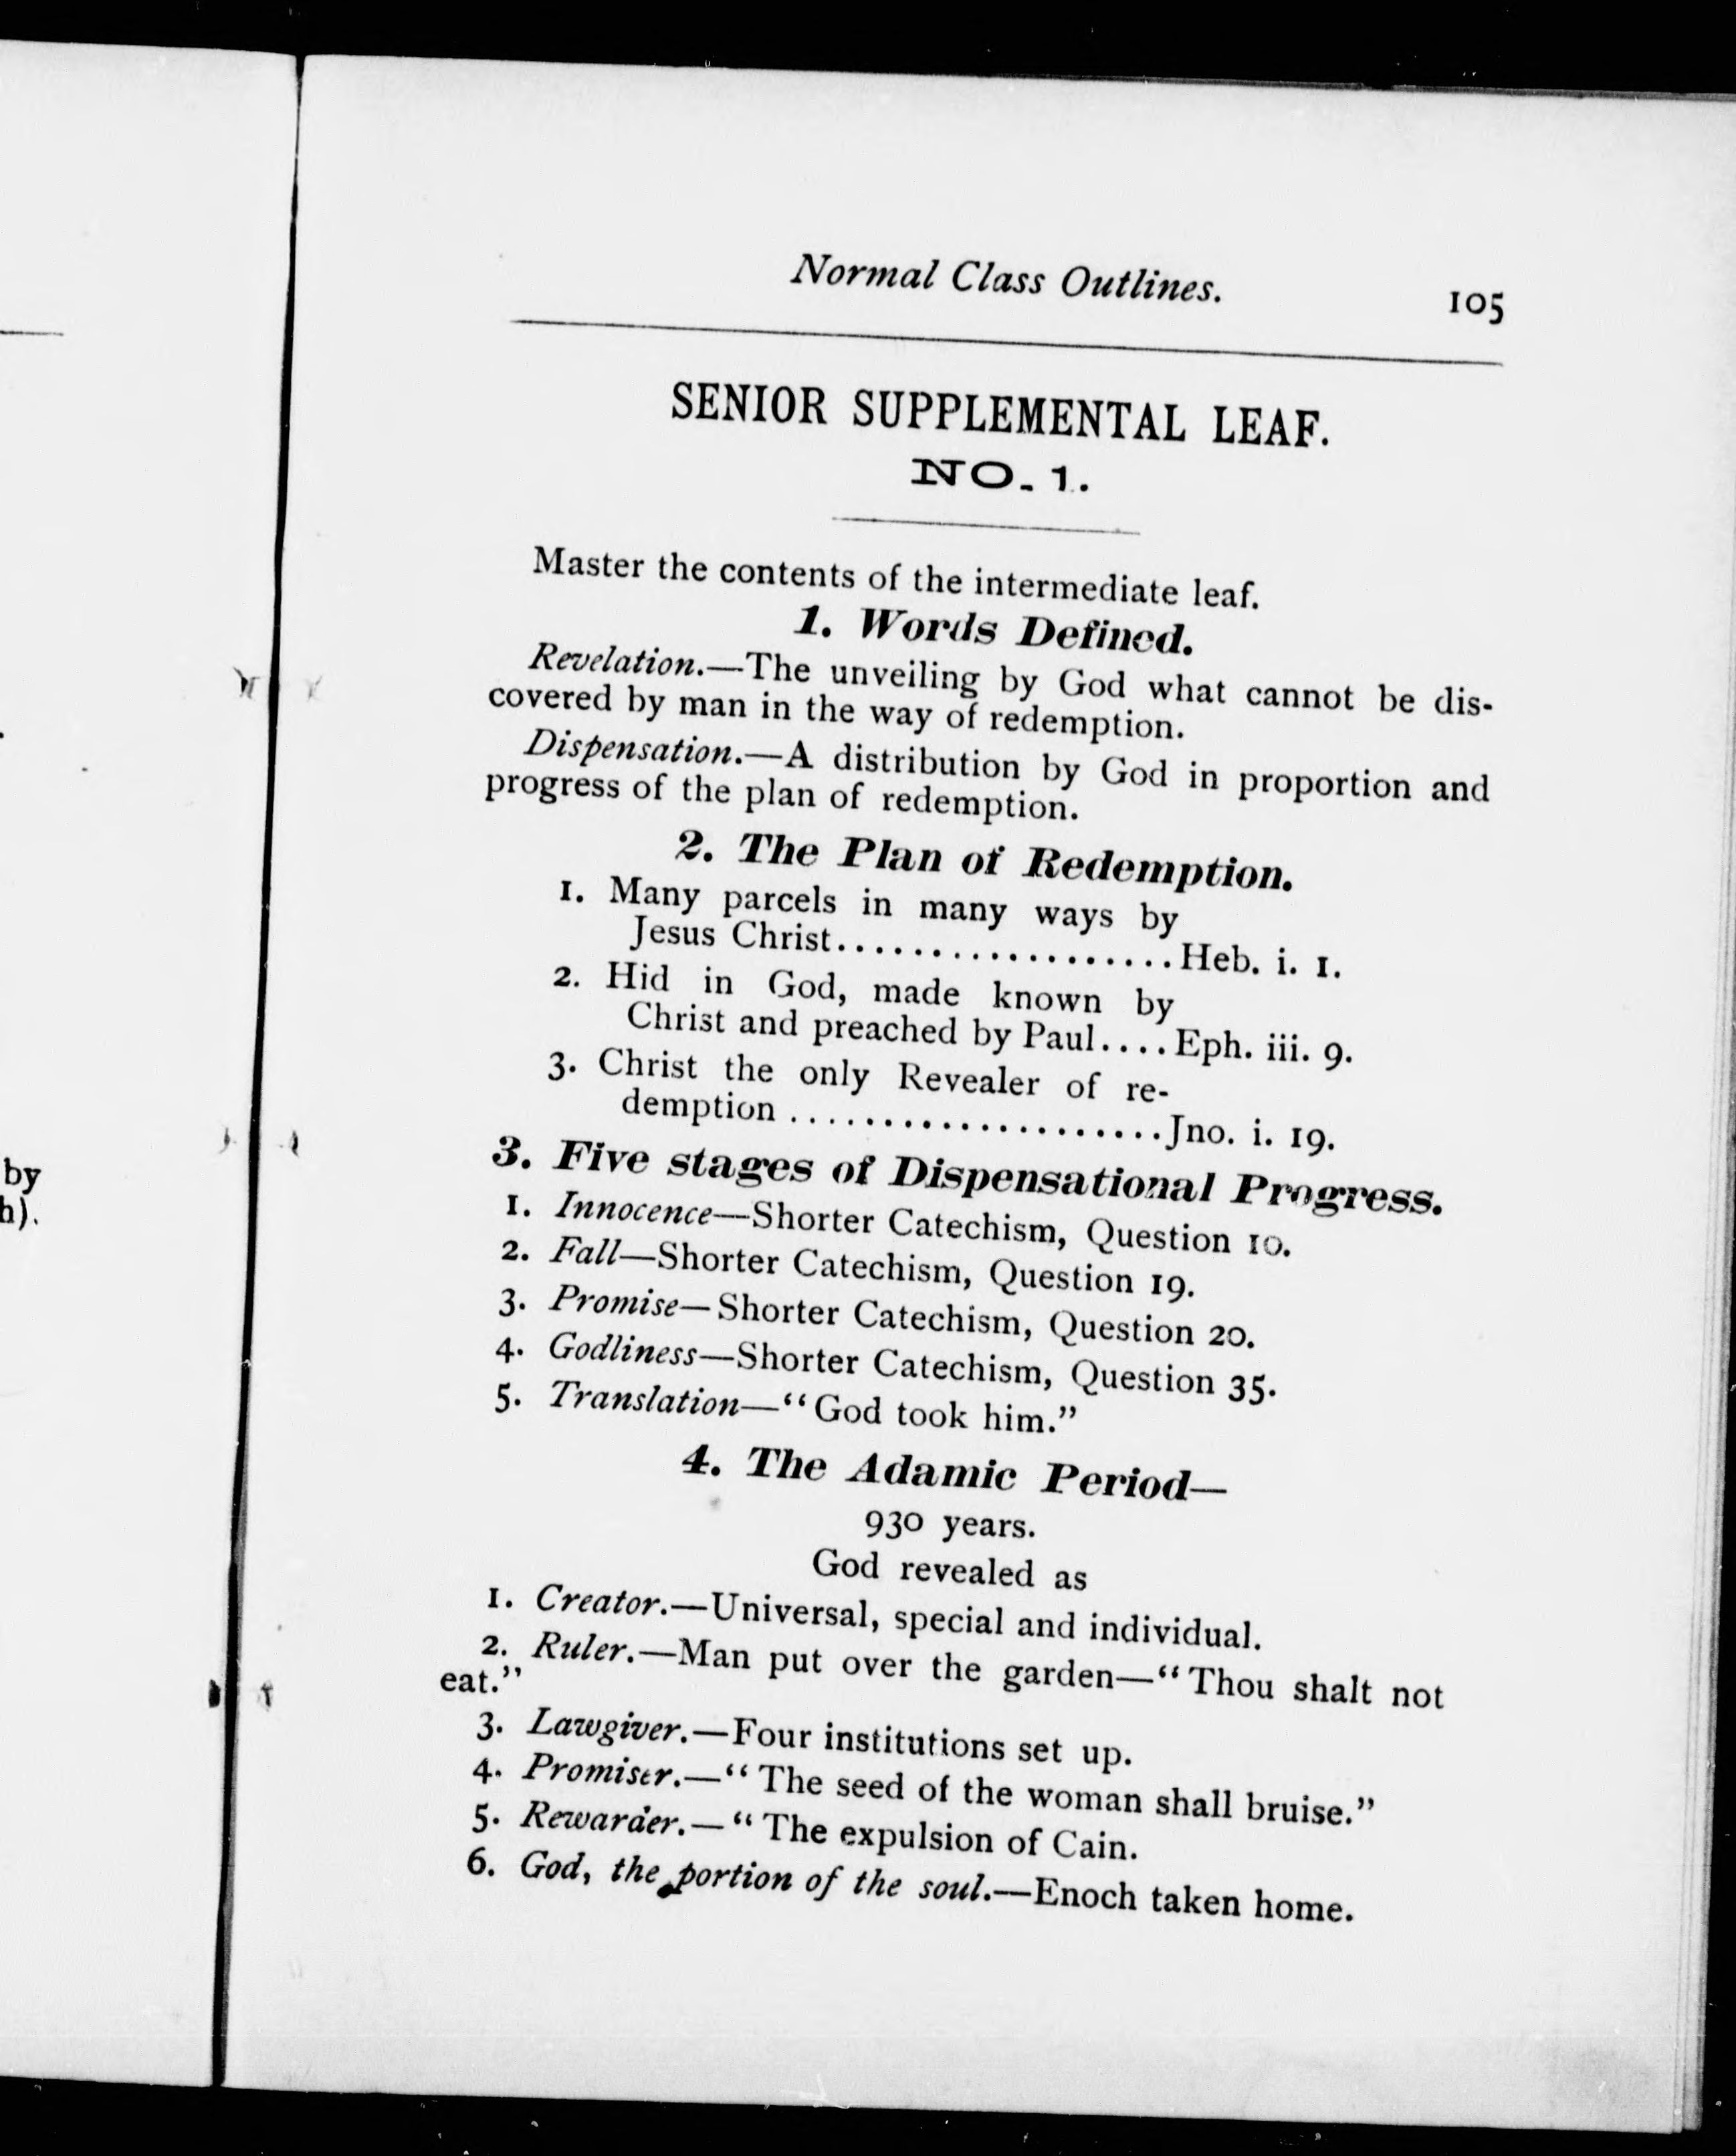 by
h).
Normal Class Outlines. 105
SENIOR SUPPLEMENTAL LEAF.
NO. 1.
Master the contents of the intermediate leaf.
1. Words Defined.
Revelation.—The unveiling by God what cannot be dis-
covered by man in the way of redemption.
Dispensation.—A distribution by God in proportion and
progress of the plan of redemption.
2. The Plan of Redemption.
1. Many parcels in many ways by
Jesus Christ...................Heb. i. 1.
2. Hid in God, made known by
Christ and preached by Paul....Eph. iii. 9.
3. Christ the only Revealer of re-
demption .....................Jno. i. 19.
3. Five stages of Dispensational Progress.
1. Innocence—Shorter Catechism, Question 10.
2. Fall—Shorter Catechism, Question 19.
3. Promise—Shorter Catechism, Question 20.
4. Godliness—Shorter Catechism, Question 35.
5. Translation—“God took him.”
4. The Adamic Period—
930 years.
God revealed as
1. Creator.—Universal, special and individual.
2. Ruler.—Man put over the garden—“Thou shalt not
eat.”
3. Lawgiver.—Four institutions set up.
4. Promiser.—“The seed of the woman shall bruise.”
5. Rewarder.—“The expulsion of Cain.
6. God, the portion of the soul.—Enoch taken home.